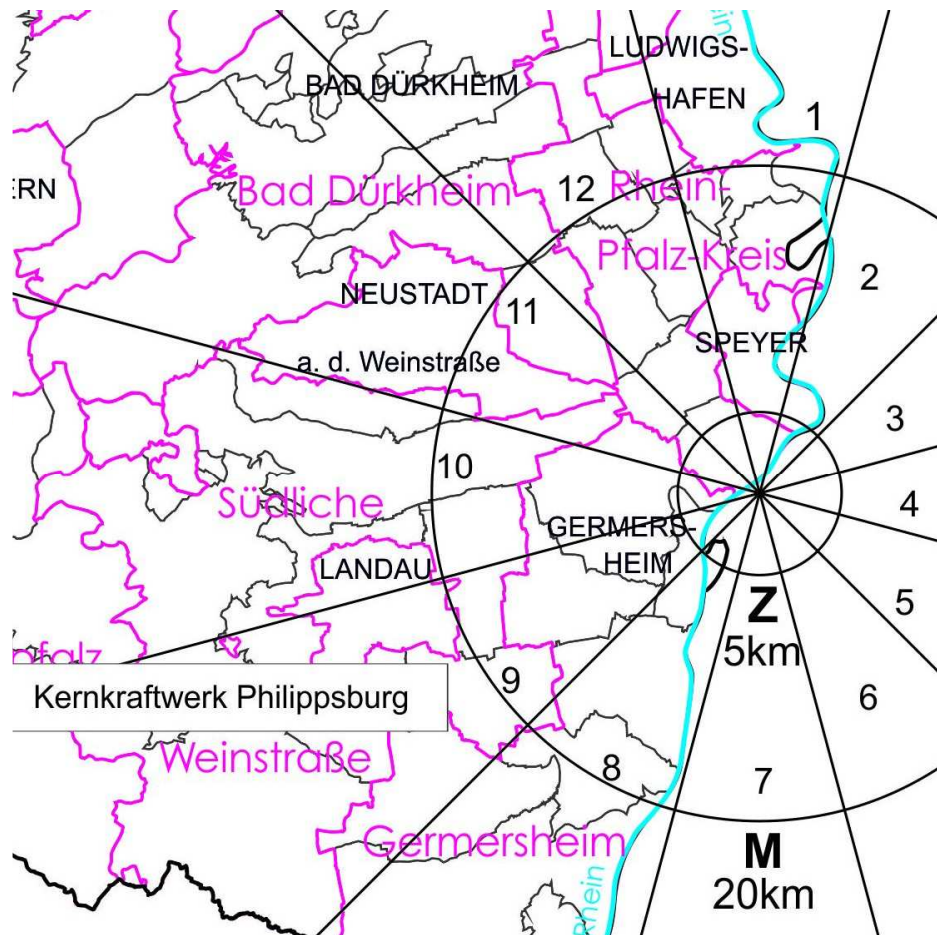 LUDWIGS-
HAFEN
BAD DÜRKHEIM
1
ERN
Bad Dürkheim
12
Rhein-
Pfalz-Kreis
2
NEUSTADT
11
SPEYER
a. d. Weinstraße
3
10
4
Südliche
GERMERS-
HEIM
LANDAU
Z
5km
5
pfalz
9
6
Kernkraftwerk Philippsburg
Weinstraße
8
7
Germersheim
M
20km
Rhein